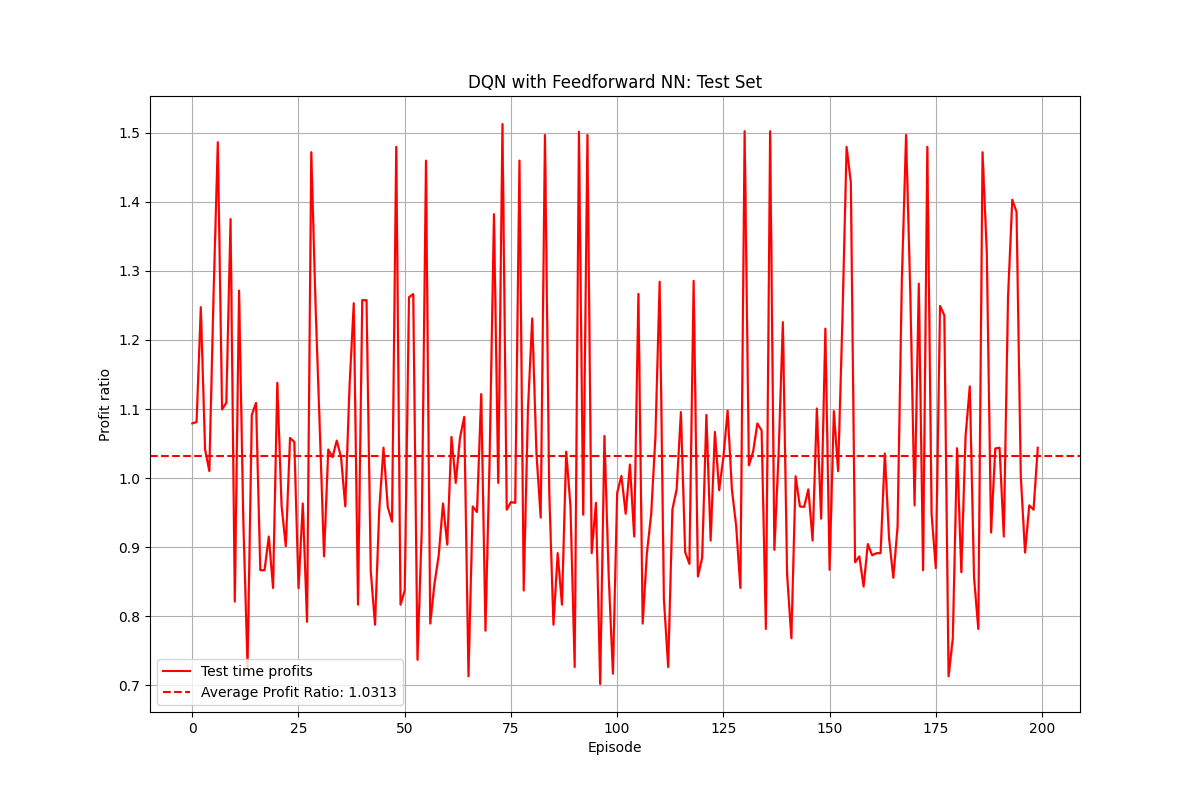 DQN with Feedforward NN: Test Set
Profit ratio
1.5
1.4
1.3
1.2
1.1
1.0
0.9
0.8
0.7
Test time profits
Average Profit Ratio: 1.0313
0 25 50 75 100 125 150 175 200
Episode